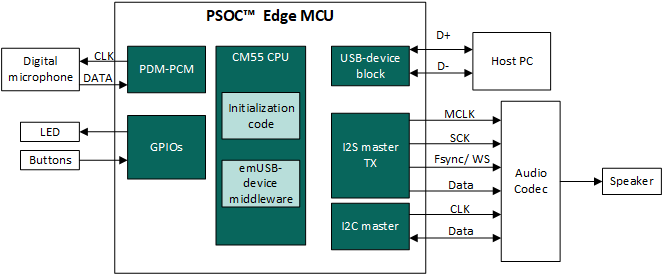 PSOC™ Edge MCU
Digital
microphone
CLK
DATA
PDM-PCM
LED
Buttons
GPIOs
CM55 CPU
Initialization
code
emUSB-
device
middleware
USB-device
block
D+
D-
Host PC
I2S master
TX
MCLK
SCK
Fsync/ WS
Data
I2C master
CLK
Data
Audio
Codec
Speaker